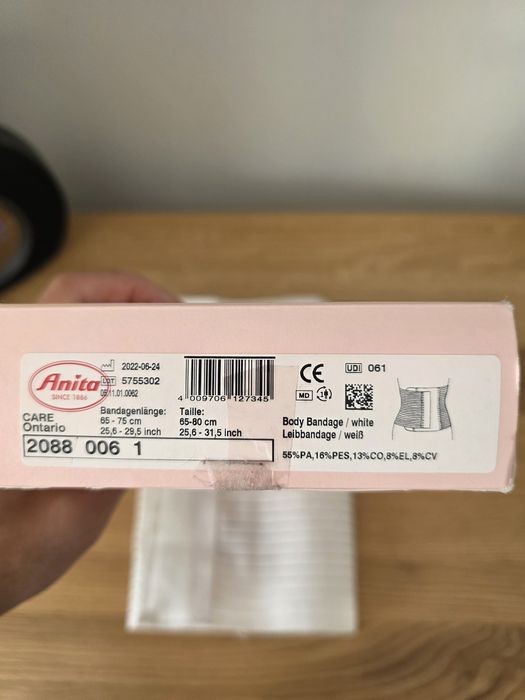 Anita
SINCE 1886
2022-06-24
LOT 5755302
05.11.01.0062
4 009706 127345
CE
MD
UDI 061
CARE
Ontario
Bandagenlänge:
65 - 75 cm
25,6 - 29,5 inch
Taille:
65-80 cm
25,6 - 31,5 inch
Body Bandage / white
Leibbandage / weiß
2088 006 1
55%PA,16%PES,13%CO,8%EL,8%CV